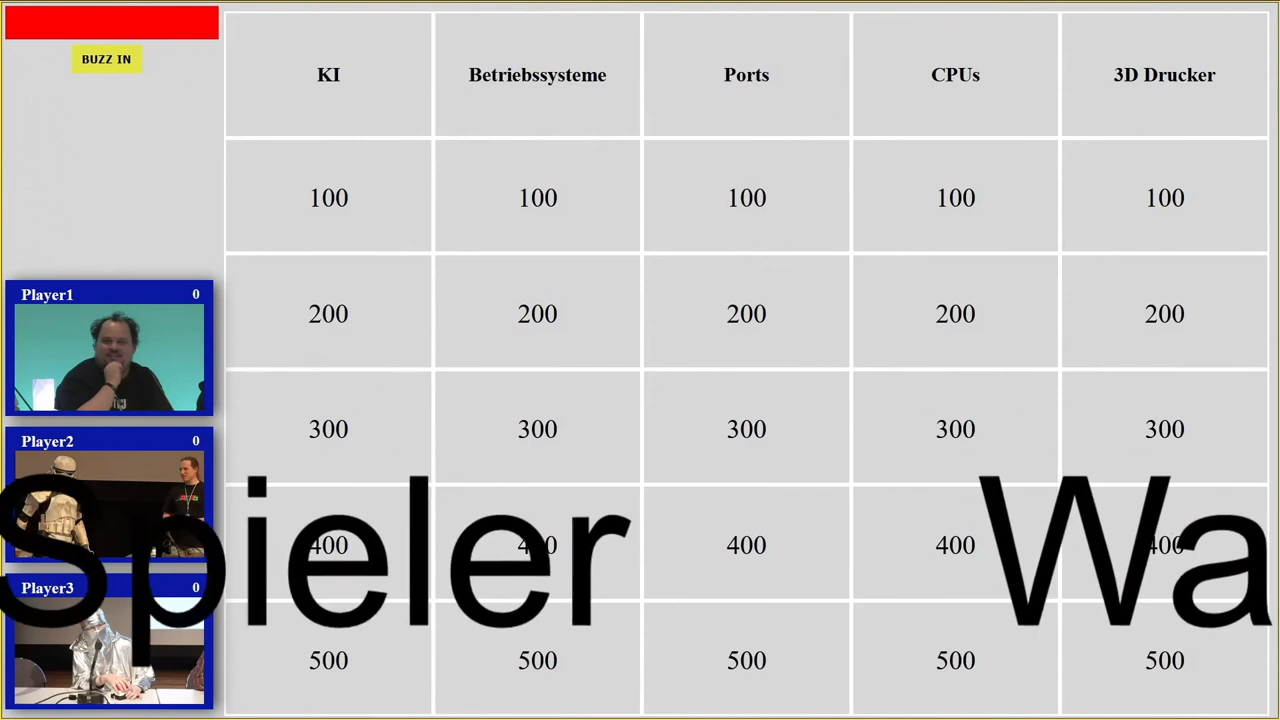 BUZZ IN
KI Betriebssysteme Ports CPUs 3D Drucker
100 100 100 100 100
200 200 200 200 200
300 300 300 300 300
400 400 400 400 400
500 500 500 500 500
Player1 0
Player2 0
Player3 0
Spieler Wa